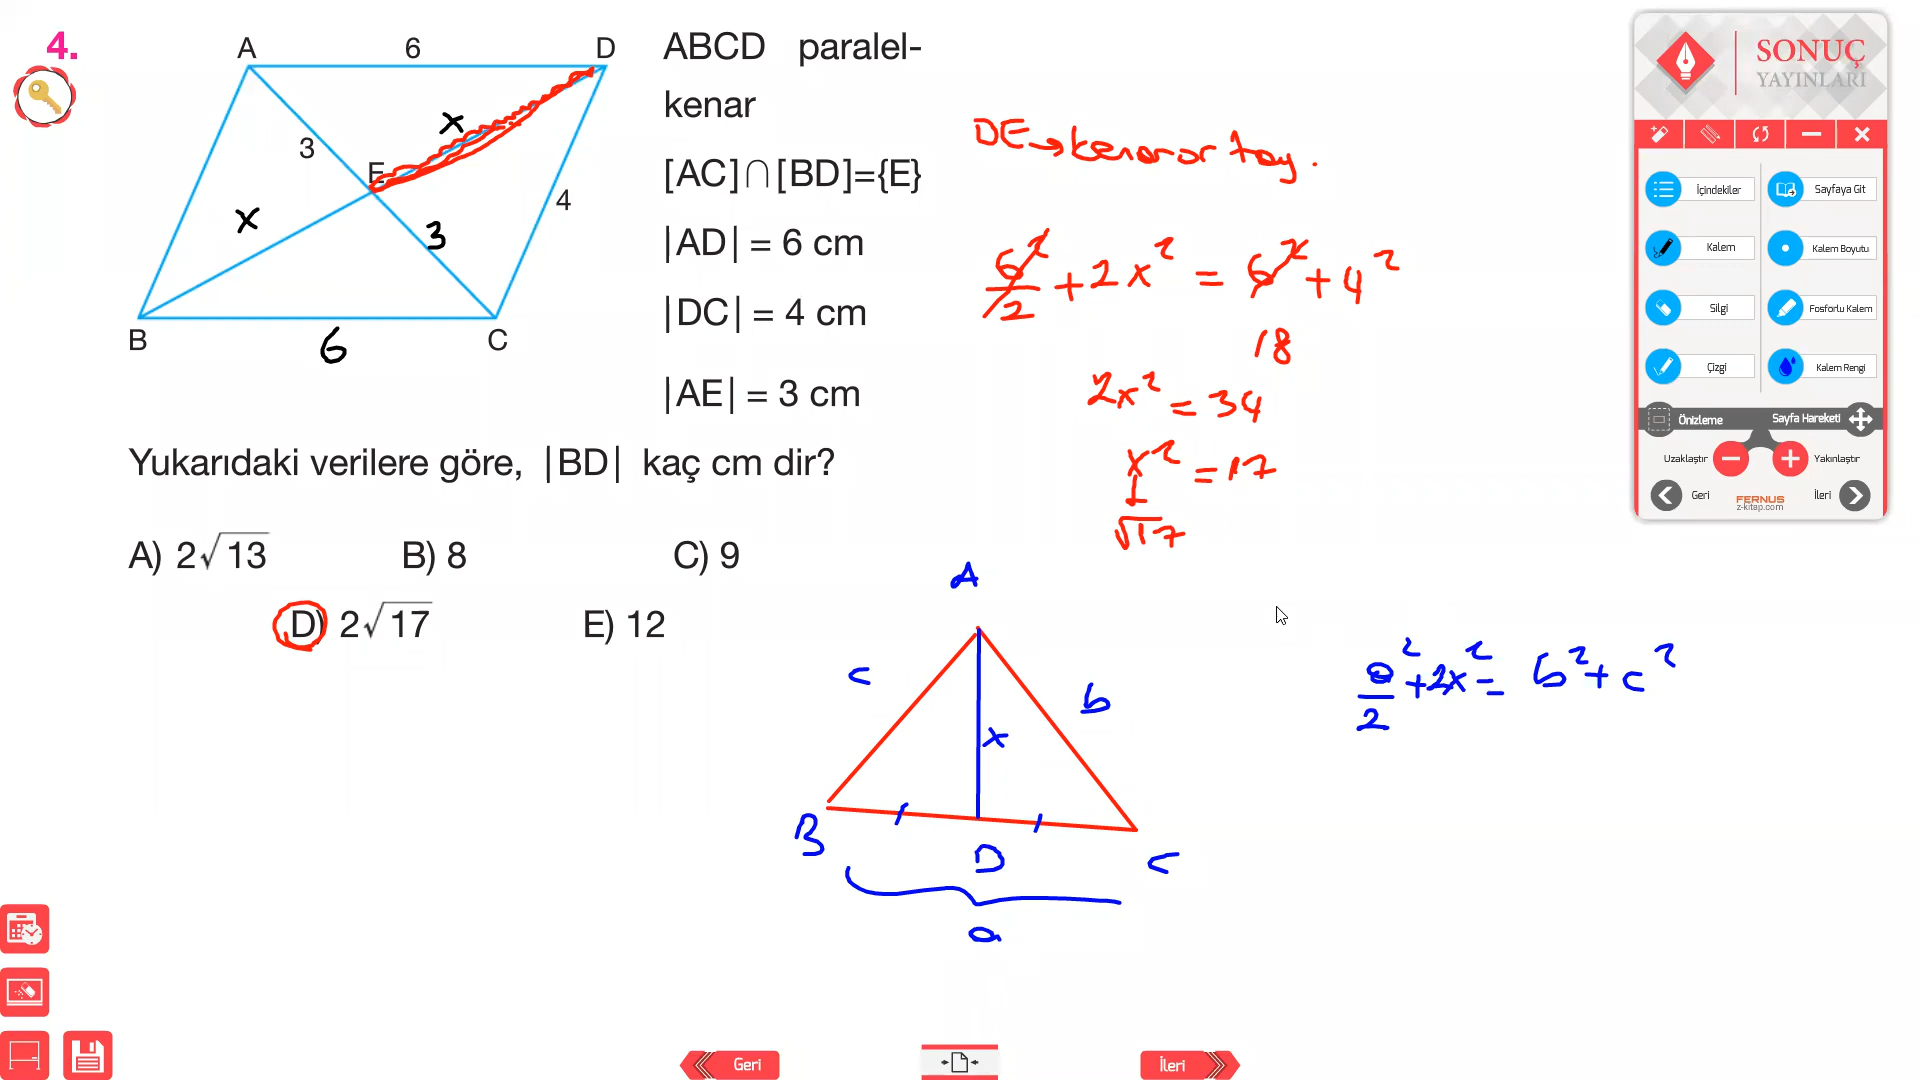 4.
A 6 D
3
x
E
x
3
4
B 6 C
ABCD paralel-
kenar
[AC]∩[BD]={E}
|AD| = 6 cm
|DC| = 4 cm
|AE| = 3 cm
Yukarıdaki verilere göre, |BD| kaç cm dir?
A) 2√13 B) 8 C) 9
D) 2√17 E) 12
DE→kenarortay.
6²/2 + 2x² = 6² + 4²
18
2x² = 34
x² = 17
√17
A
c
b
x
B D C
a
a²/2 + 2x² = b² + c²
SONUÇ
YAYINLARI
İçindekiler Sayfaya Git
Kalem Kalem Boyutu
Silgi Fosforlu Kalem
Çizgi Kalem Rengi
Önizleme Sayfa Hareketi
Uzaklaştır Yakınlaştır
Geri FERNUS İleri
z-kitap.com
Geri İleri